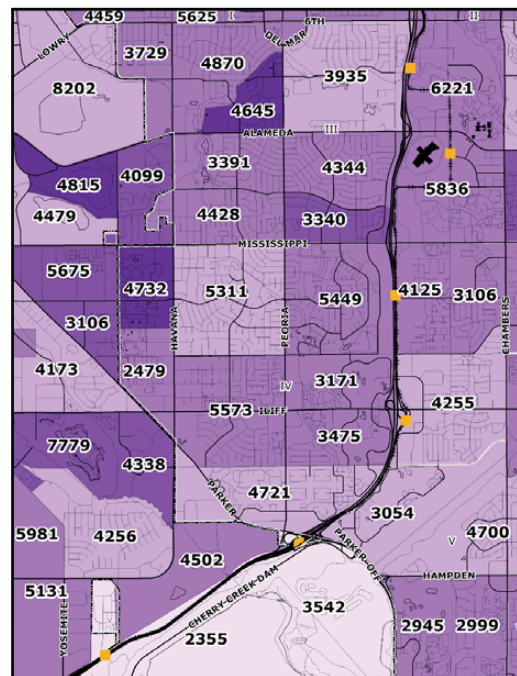 4459
5625
I
II
6TH
LOWRY
DEL MAR
3729
4870
3935
6221
8202
4645
ALAMEDA
III
3391
4344
4099
4815
5836
4479
4428
3340
MISSISSIPPI
5675
4732
5311
5449
4125
3106
3106
HAVANA
PEORIA
CHAMBERS
4173
2479
3171
IV
5573
ILIFF
4255
7779
3475
4338
4721
PARKER
3054
5981
4256
PARKER-OFF
V
4700
4502
HAMPDEN
5131
CHERRY CREEK DAM
3542
YOSEMITE
2355
2945
2999